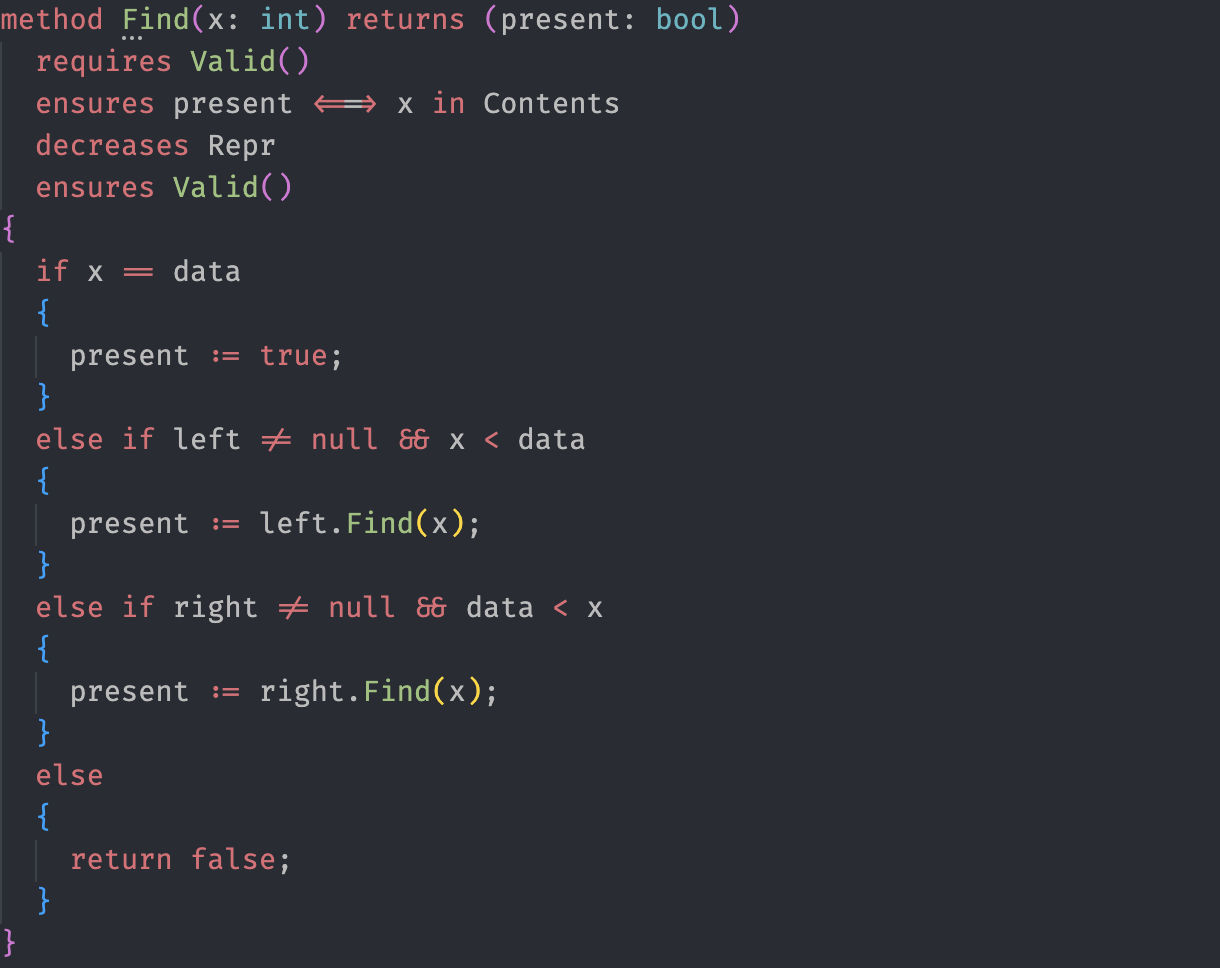 method Find(x: int) returns (present: bool)
  requires Valid()
  ensures present <==> x in Contents
  decreases Repr
  ensures Valid()
{
  if x == data
  {
    present := true;
  }
  else if left != null && x < data
  {
    present := left.Find(x);
  }
  else if right != null && data < x
  {
    present := right.Find(x);
  }
  else
  {
    return false;
  }
}